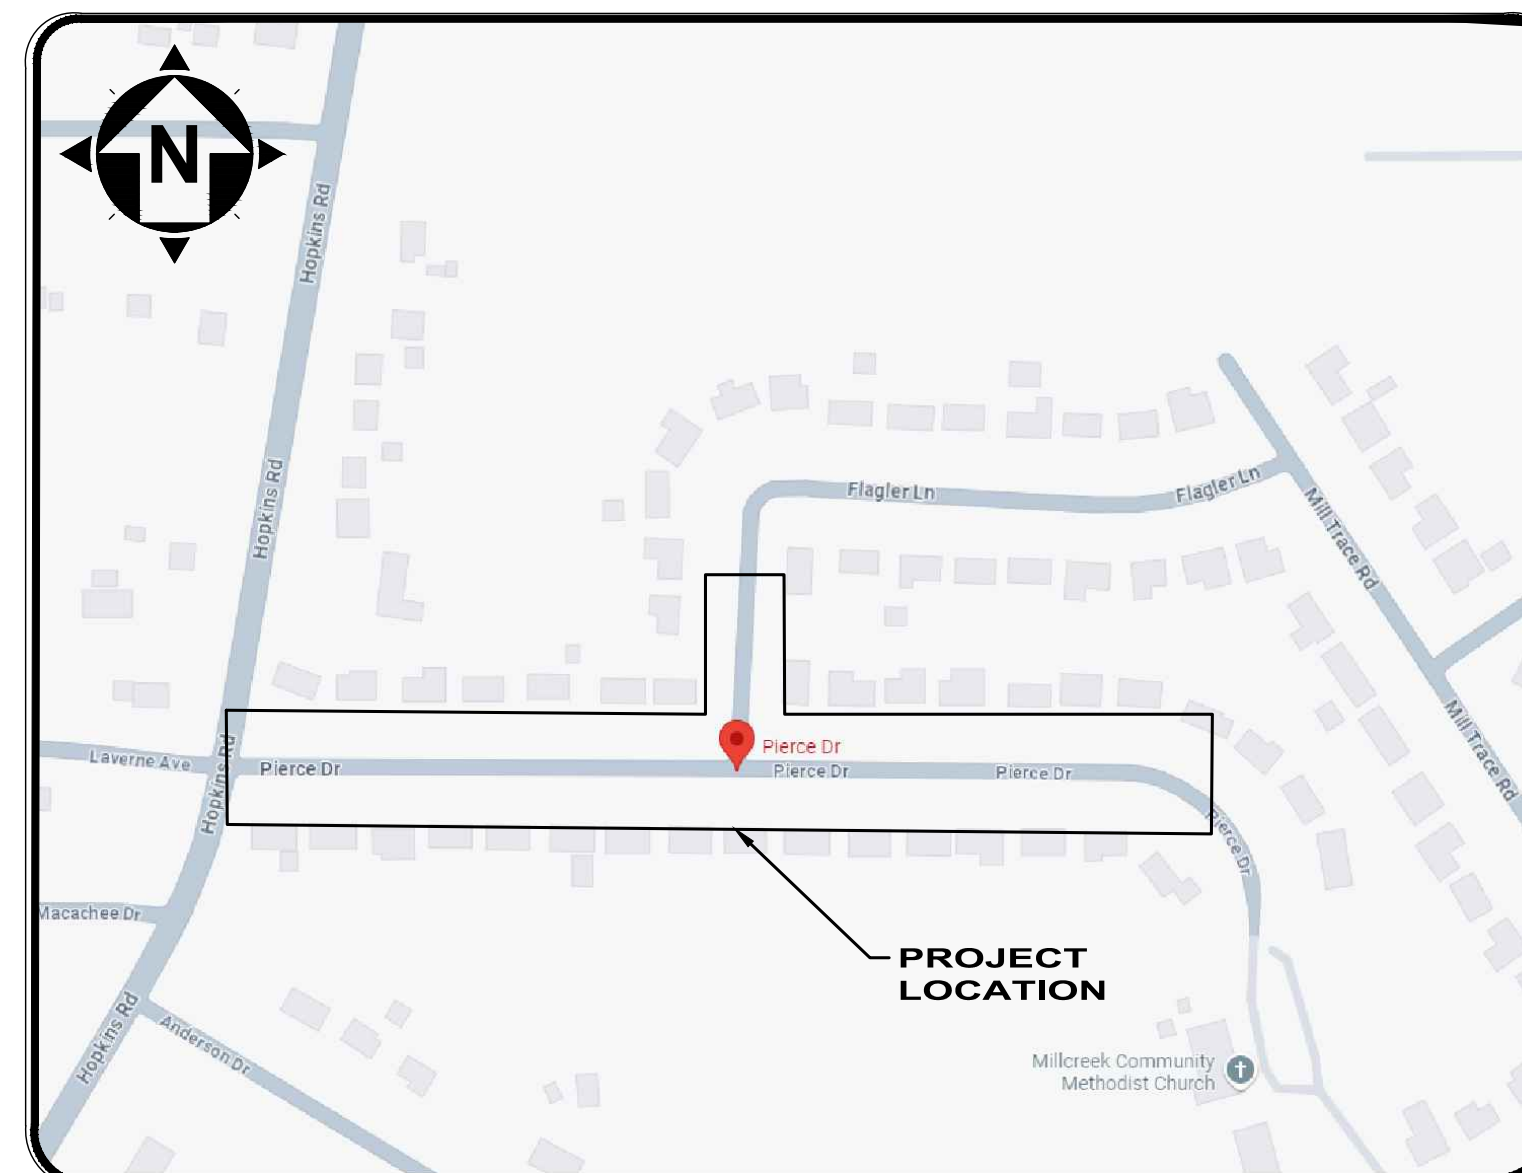 N
Hopkins Rd
Hopkins Rd
Flagler Ln
Flagler Ln
Mill Trace Rd
Mill Trace Rd
Pierce Dr
Laverne Ave
Hopkins Rd
Pierce Dr
Pierce Dr
Pierce Dr
Pierce Dr
Macachee Dr
PROJECT
LOCATION
Hopkins Rd
Anderson Dr
Millcreek Community
Methodist Church